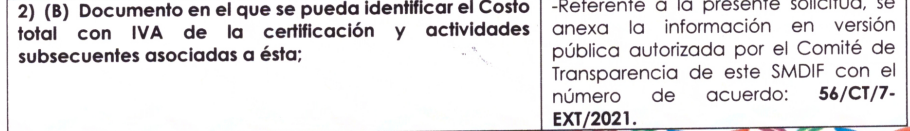 2) (B) Documento en el que se pueda identificar el Costo
total con IVA de la certificación y actividades
subsecuentes asociadas a ésta;
-Referente a la presente solicitud, se
anexa la información en versión
pública autorizada por el Comité de
Transparencia de este SMDIF con el
número de acuerdo: 56/CT/7-
EXT/2021.